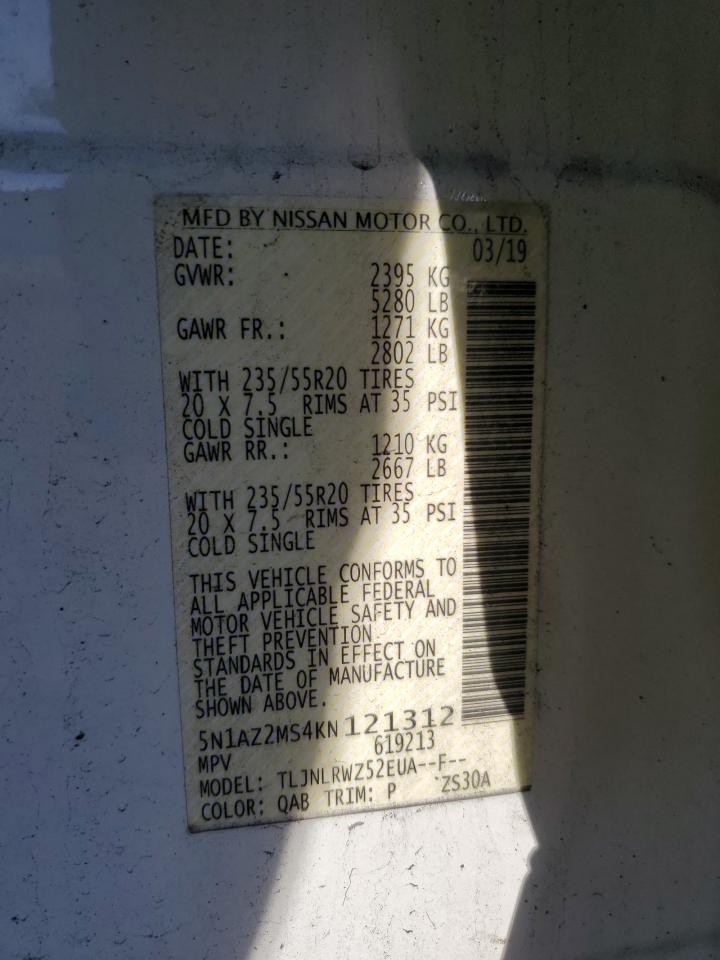 MFD BY NISSAN MOTOR CO., LTD.
DATE: 03/19
GVWR: 2395 KG
5280 LB
GAWR FR.: 1271 KG
2802 LB
WITH 235/55R20 TIRES
20 X 7.5 RIMS AT 35 PSI
COLD SINGLE
GAWR RR.: 1210 KG
2667 LB
WITH 235/55R20 TIRES
20 X 7.5 RIMS AT 35 PSI
COLD SINGLE
THIS VEHICLE CONFORMS TO
ALL APPLICABLE FEDERAL
MOTOR VEHICLE SAFETY AND
THEFT PREVENTION
STANDARDS IN EFFECT ON
THE DATE OF MANUFACTURE
SHOWN ABOVE.
5N1AZ2MS4KN121312
619213
MPV
MODEL: TLJNLRWZ52EUA--F--
COLOR: QAB TRIM: P ZS30A